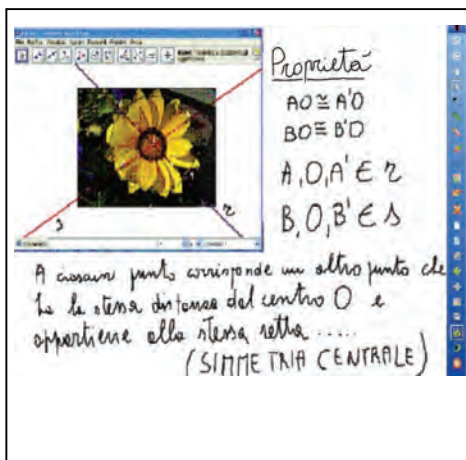 Proprietà
AO ≅ A'O
BO ≅ B'O
A, O, A' ∈ r
B, O, B' ∈ s
s
r
A ciascun punto corrisponde un altro punto che
ha la stessa distanza dal centro O e
appartiene alla stessa retta .....
(SIMMETRIA CENTRALE)